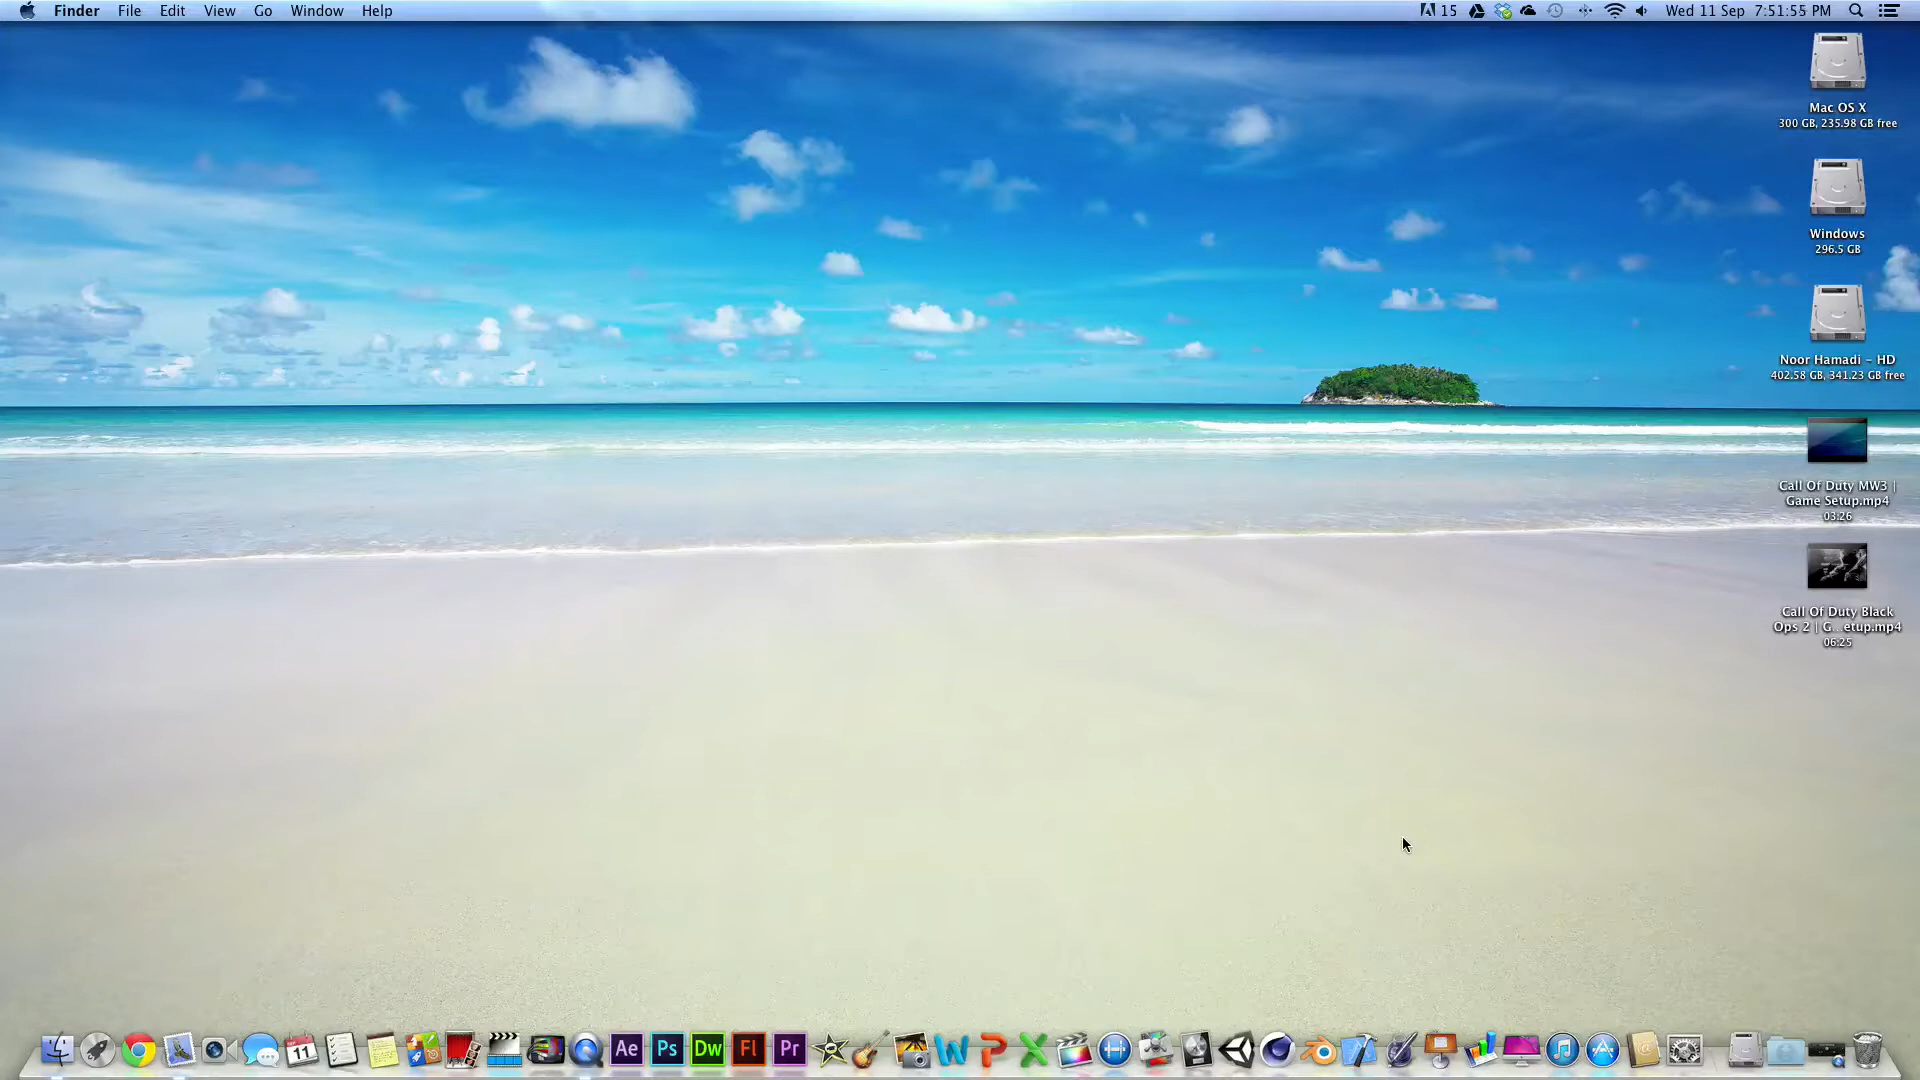 Finder File Edit View Go Window Help
15 Wed 11 Sep 7:51:55 PM
Mac OS X
300 GB, 235.98 GB free
Windows
296.5 GB
Noor Hamadi - HD
402.58 GB, 341.23 GB free
Call Of Duty MW3 |
Game Setup.mp4
03:26
Call Of Duty Black
Ops 2 | G...etup.mp4
06:25
11 Ae Ps Dw Fl Pr W P X